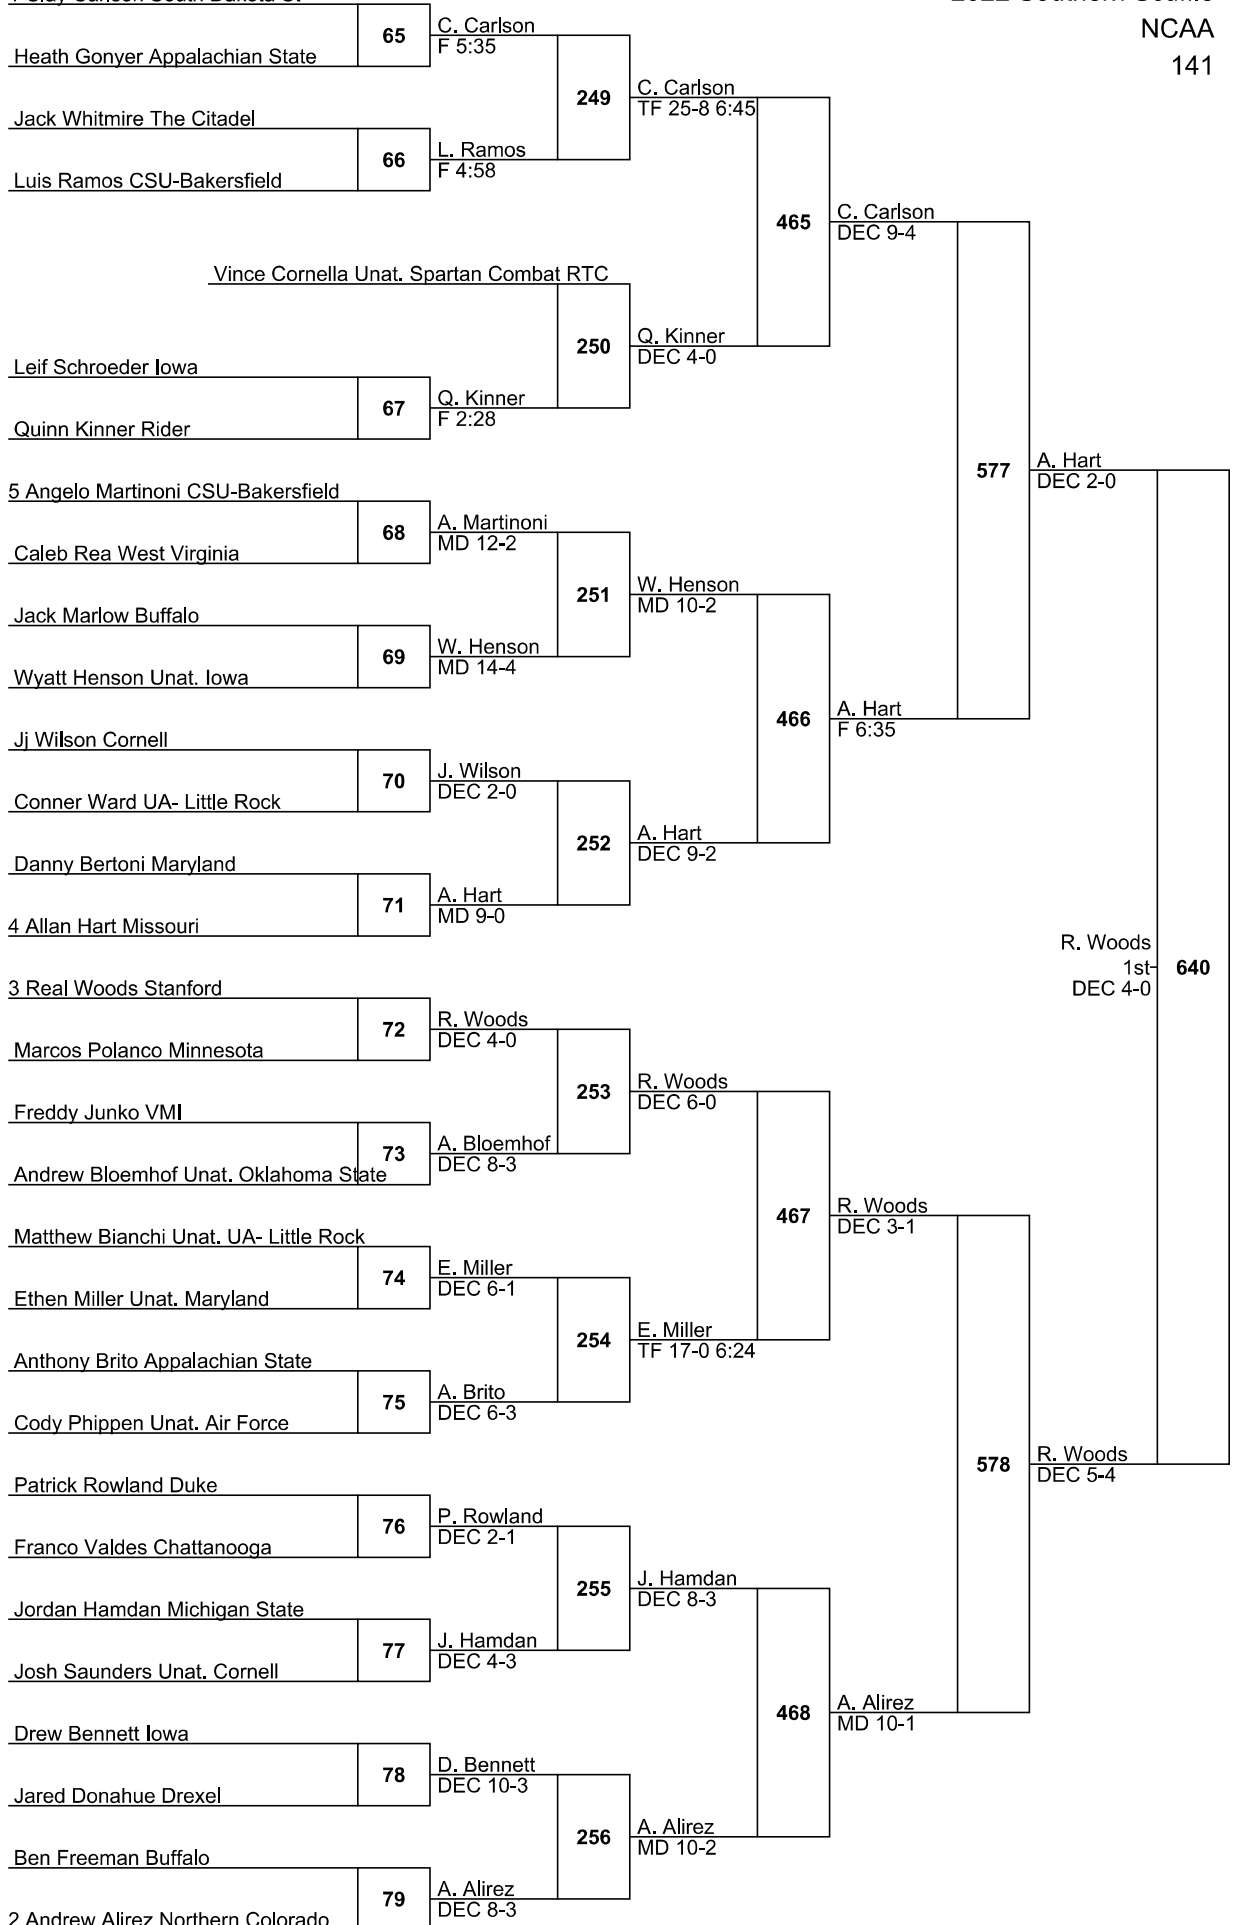 NCAA
141
65
C. Carlson
F 5:35
Heath Gonyer Appalachian State
249
C. Carlson
TF 25-8 6:45
Jack Whitmire The Citadel
66
L. Ramos
F 4:58
Luis Ramos CSU-Bakersfield
465
C. Carlson
DEC 9-4
Vince Cornella Unat. Spartan Combat RTC
250
Q. Kinner
DEC 4-0
Leif Schroeder Iowa
67
Q. Kinner
F 2:28
Quinn Kinner Rider
577
A. Hart
DEC 2-0
5 Angelo Martinoni CSU-Bakersfield
68
A. Martinoni
MD 12-2
Caleb Rea West Virginia
251
W. Henson
MD 10-2
Jack Marlow Buffalo
69
W. Henson
MD 14-4
Wyatt Henson Unat. Iowa
466
A. Hart
F 6:35
Jj Wilson Cornell
70
J. Wilson
DEC 2-0
Conner Ward UA- Little Rock
252
A. Hart
DEC 9-2
Danny Bertoni Maryland
71
A. Hart
MD 9-0
4 Allan Hart Missouri
R. Woods
1st
DEC 4-0
640
3 Real Woods Stanford
72
R. Woods
DEC 4-0
Marcos Polanco Minnesota
253
R. Woods
DEC 6-0
Freddy Junko VMI
73
A. Bloemhof
DEC 8-3
Andrew Bloemhof Unat. Oklahoma State
467
R. Woods
DEC 3-1
Matthew Bianchi Unat. UA- Little Rock
74
E. Miller
DEC 6-1
Ethen Miller Unat. Maryland
254
E. Miller
TF 17-0 6:24
Anthony Brito Appalachian State
75
A. Brito
DEC 6-3
Cody Phippen Unat. Air Force
578
R. Woods
DEC 5-4
Patrick Rowland Duke
76
P. Rowland
DEC 2-1
Franco Valdes Chattanooga
255
J. Hamdan
DEC 8-3
Jordan Hamdan Michigan State
77
J. Hamdan
DEC 4-3
Josh Saunders Unat. Cornell
468
A. Alirez
MD 10-1
Drew Bennett Iowa
78
D. Bennett
DEC 10-3
Jared Donahue Drexel
256
A. Alirez
MD 10-2
Ben Freeman Buffalo
79
A. Alirez
DEC 8-3
2 Andrew Alirez Northern Colorado